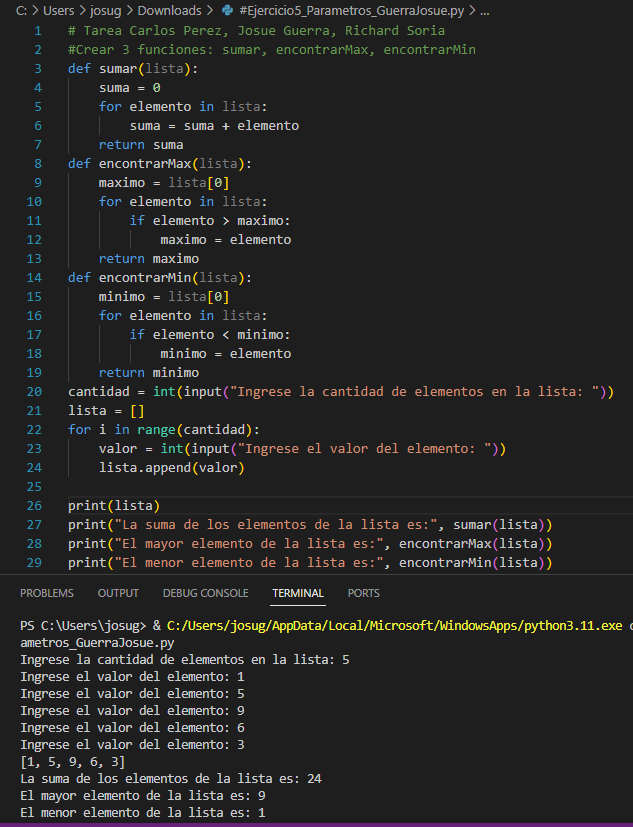 C: > Users > josug > Downloads > #Ejercicio5_Parametros_GuerraJosue.py > ...
1 # Tarea Carlos Perez, Josue Guerra, Richard Soria
2 #Crear 3 funciones: sumar, encontrarMax, encontrarMin
3 def sumar(lista):
4     suma = 0
5     for elemento in lista:
6         suma = suma + elemento
7     return suma
8 def encontrarMax(lista):
9     maximo = lista[0]
10     for elemento in lista:
11         if elemento > maximo:
12             maximo = elemento
13     return maximo
14 def encontrarMin(lista):
15     minimo = lista[0]
16     for elemento in lista:
17         if elemento < minimo:
18             minimo = elemento
19     return minimo
20 cantidad = int(input("Ingrese la cantidad de elementos en la lista: "))
21 lista = []
22 for i in range(cantidad):
23     valor = int(input("Ingrese el valor del elemento: "))
24     lista.append(valor)
25
26 print(lista)
27 print("La suma de los elementos de la lista es:", sumar(lista))
28 print("El mayor elemento de la lista es:", encontrarMax(lista))
29 print("El menor elemento de la lista es:", encontrarMin(lista))
PROBLEMS OUTPUT DEBUG CONSOLE TERMINAL PORTS
PS C:\Users\josug> & C:/Users/josug/AppData/Local/Microsoft/WindowsApps/python3.11.exe
ametros_GuerraJosue.py
Ingrese la cantidad de elementos en la lista: 5
Ingrese el valor del elemento: 1
Ingrese el valor del elemento: 5
Ingrese el valor del elemento: 9
Ingrese el valor del elemento: 6
Ingrese el valor del elemento: 3
[1, 5, 9, 6, 3]
La suma de los elementos de la lista es: 24
El mayor elemento de la lista es: 9
El menor elemento de la lista es: 1